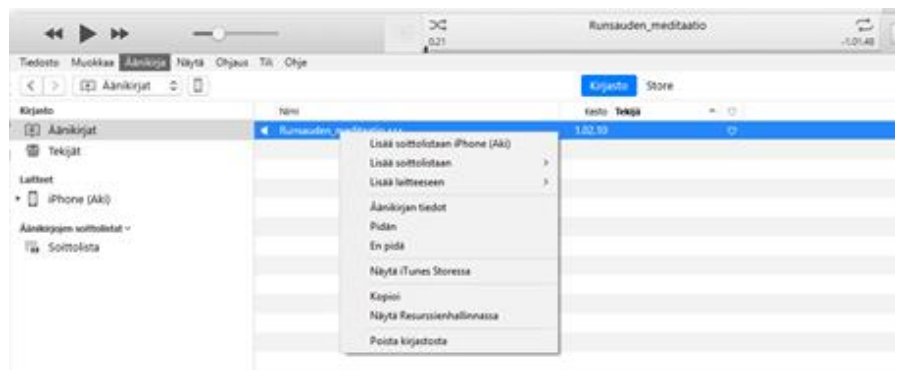 Runsauden_meditaatio
0.21
-1.01.48
Tiedosto Muokkaa Äänikirja Näytä Ohjaus Tili Ohje
Äänikirjat
Kirjasto Store
Kirjasto
Nimi Kesto Tekijä
Äänikirjat
Runsauden_meditaatio 1.02.10
Tekijät
Laitteet
iPhone (Aki)
Äänikirjojen soittolistat
Soittolista
Lisää soittolistaan iPhone (Aki)
Lisää soittolistaan
Lisää laitteeseen
Äänikirjan tiedot
Pidän
En pidä
Näytä iTunes Storessa
Kopioi
Näytä Resurssienhallinnassa
Poista kirjastosta